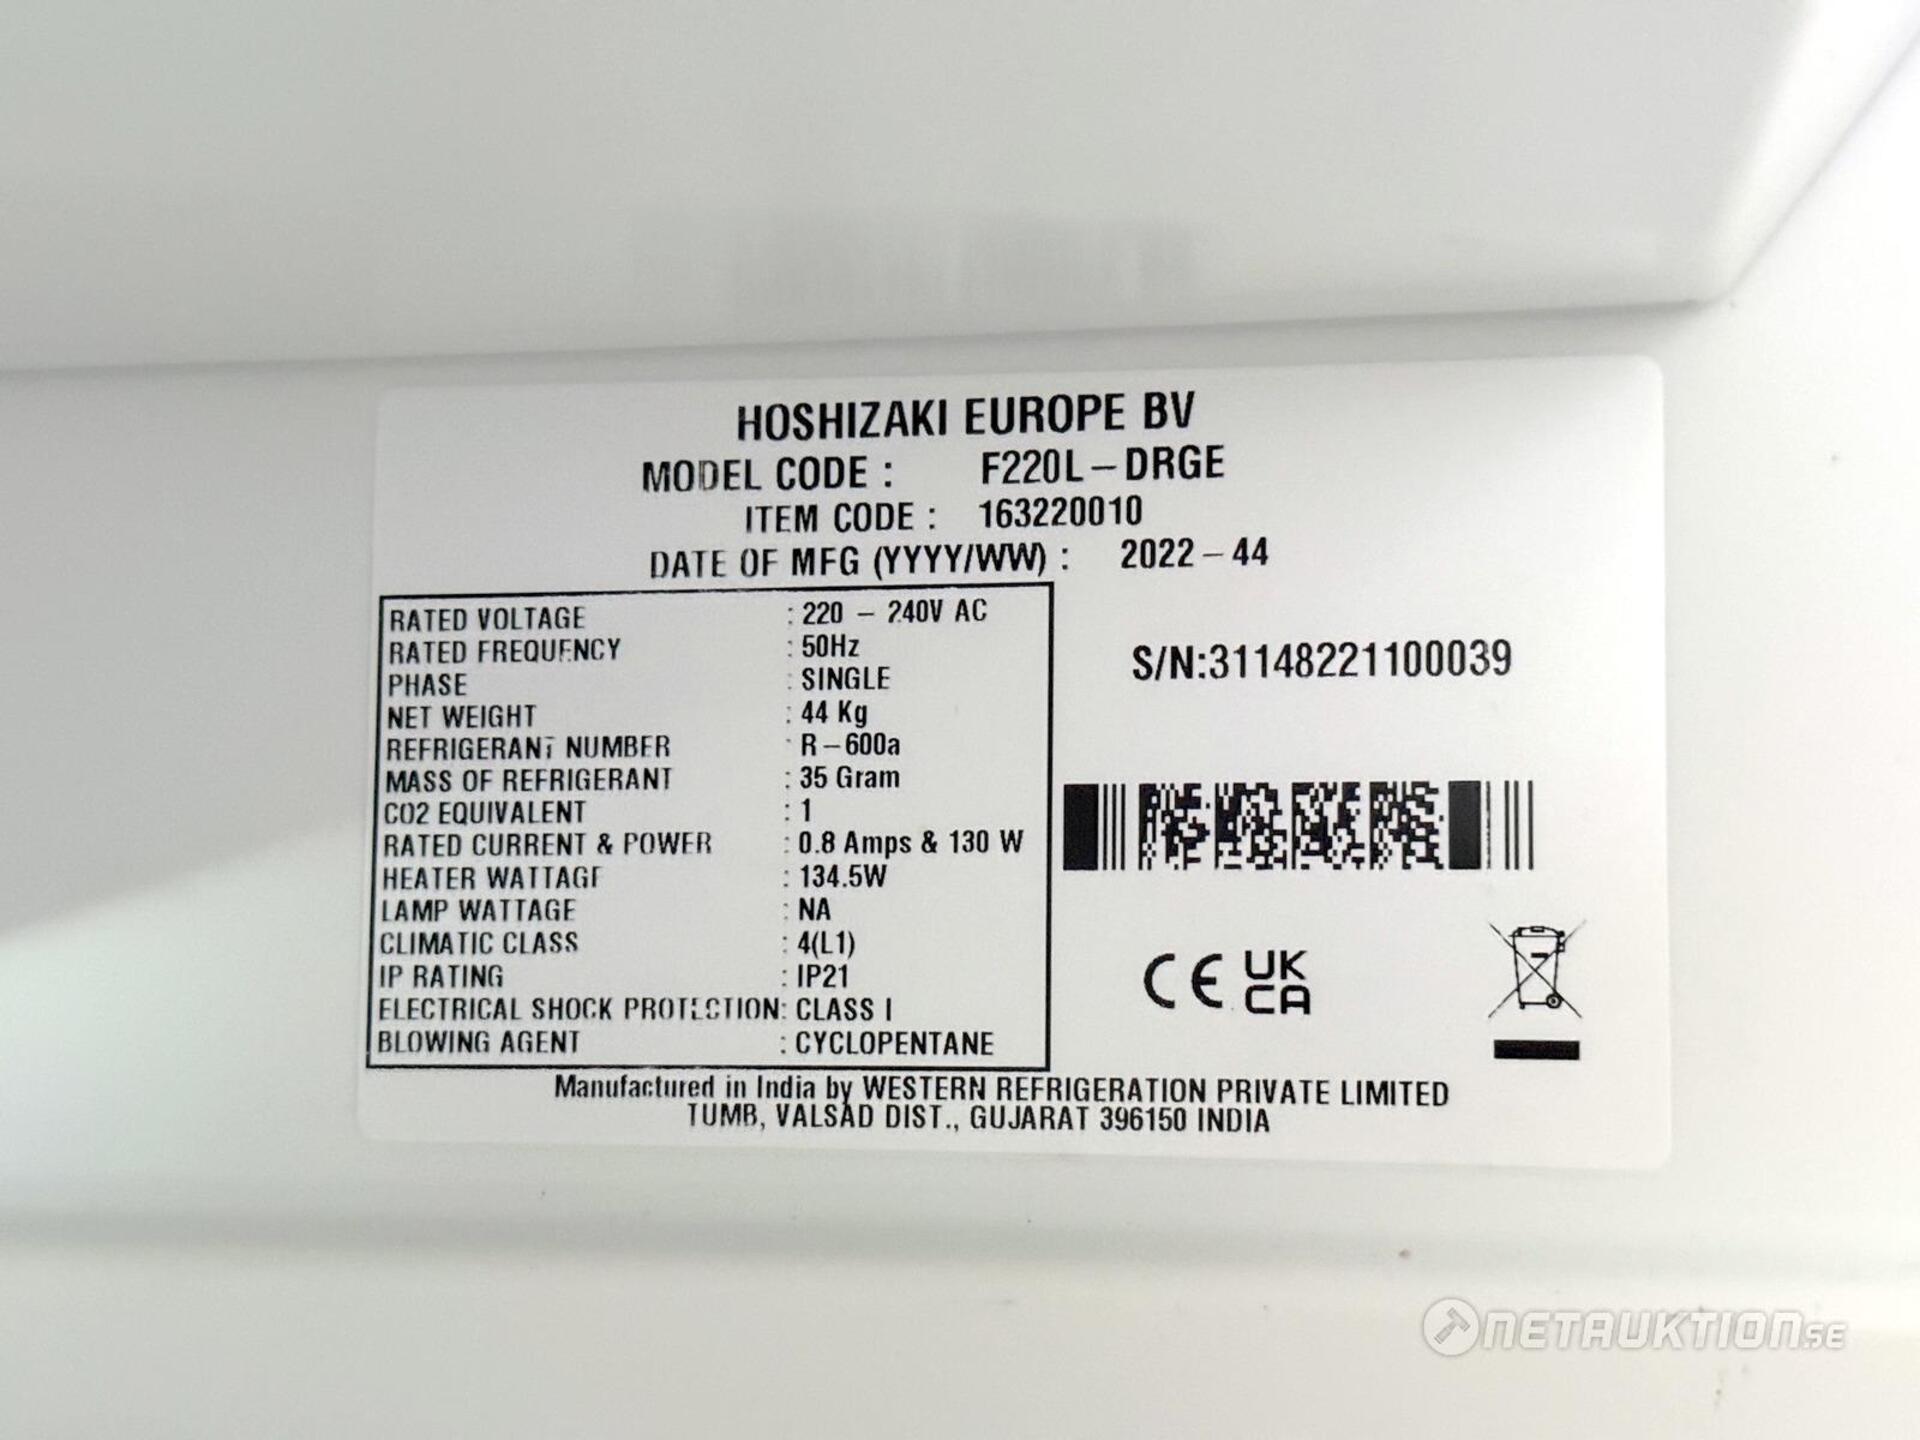 HOSHIZAKI EUROPE BV
MODEL CODE : F220L-DRGE
ITEM CODE : 163220010
DATE OF MFG (YYYY/WW) : 2022-44
RATED VOLTAGE : 220 - 240V AC
RATED FREQUENCY : 50Hz
PHASE : SINGLE
NET WEIGHT : 44 Kg
REFRIGERANT NUMBER : R-600a
MASS OF REFRIGERANT : 35 Gram
CO2 EQUIVALENT : 1
RATED CURRENT & POWER : 0.8 Amps & 130 W
HEATER WATTAGE : 134.5W
LAMP WATTAGE : NA
CLIMATIC CLASS : 4(L1)
IP RATING : IP21
ELECTRICAL SHOCK PROTECTION: CLASS I
BLOWING AGENT : CYCLOPENTANE
S/N:31148221100039
CE UK
CA
Manufactured in India by WESTERN REFRIGERATION PRIVATE LIMITED
TUMB, VALSAD DIST., GUJARAT 396150 INDIA
NETAUKTION.SE